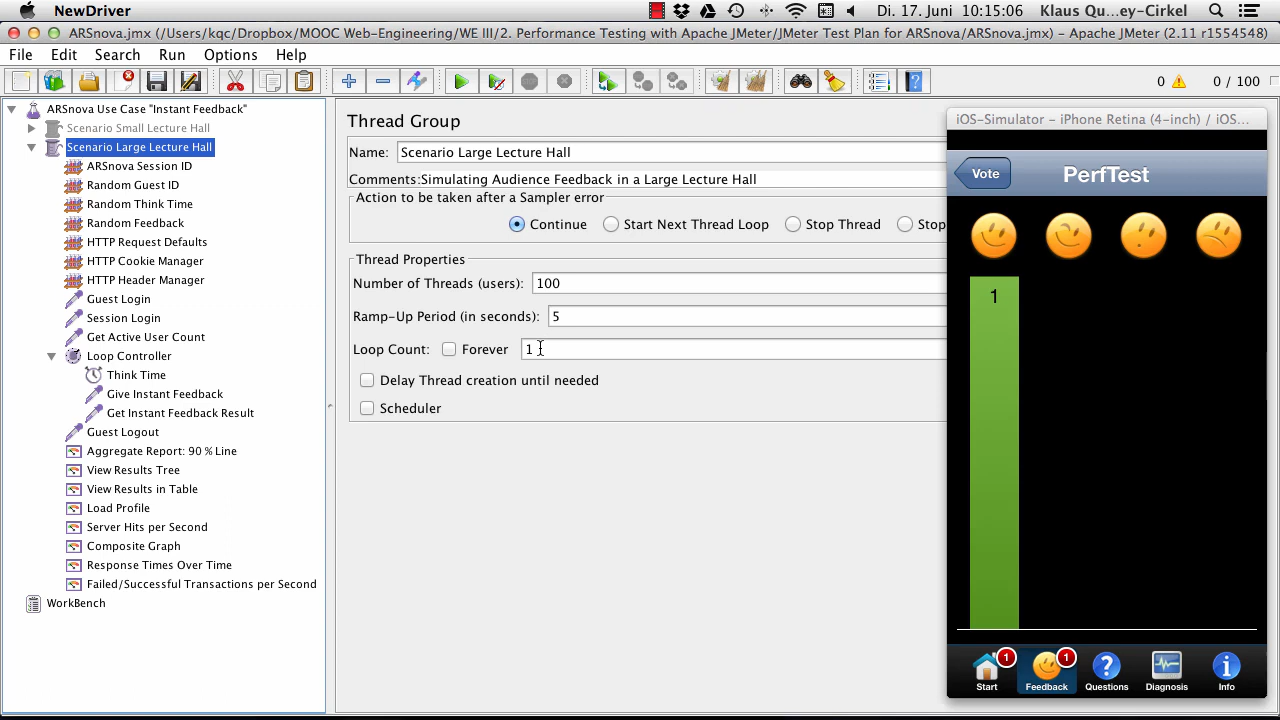 NewDriver
Di. 17. Juni 10:15:06
Klaus Qu...ey-Cirkel
ARSnova.jmx (/Users/kqc/Dropbox/MOOC Web-Engineering/WE III/2. Performance Testing with Apache JMeter/JMeter Test Plan for ARSnova/ARSnova.jmx) - Apache JMeter (2.11 r1554548)
File Edit Search Run Options Help
0
0 / 100
ARSnova Use Case "Instant Feedback"
Scenario Small Lecture Hall
Scenario Large Lecture Hall
ARSnova Session ID
Random Guest ID
Random Think Time
Random Feedback
HTTP Request Defaults
HTTP Cookie Manager
HTTP Header Manager
Guest Login
Session Login
Get Active User Count
Loop Controller
Think Time
Give Instant Feedback
Get Instant Feedback Result
Guest Logout
Aggregate Report: 90 % Line
View Results Tree
View Results in Table
Load Profile
Server Hits per Second
Composite Graph
Response Times Over Time
Failed/Successful Transactions per Second
WorkBench
Thread Group
Name: Scenario Large Lecture Hall
Comments:Simulating Audience Feedback in a Large Lecture Hall
Action to be taken after a Sampler error
Continue Start Next Thread Loop Stop Thread Stop
Thread Properties
Number of Threads (users): 100
Ramp-Up Period (in seconds): 5
Loop Count: Forever 1
Delay Thread creation until needed
Scheduler
iOS-Simulator - iPhone Retina (4-inch) / iOS...
Vote
PerfTest
1
1
1
Start Feedback Questions Diagnosis Info